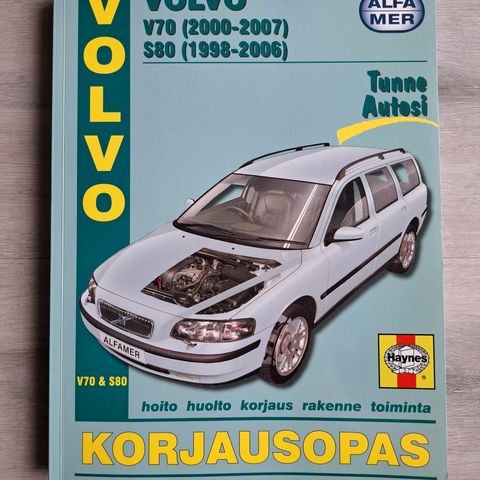 VOLVO
VOLVO
V70 (2000-2007)
S80 (1998-2006)
ALFA
MER
Tunne
Autosi
ALFAMER
Haynes
®
V70 & S80
hoito huolto korjaus rakenne toiminta
KORJAUSOPAS